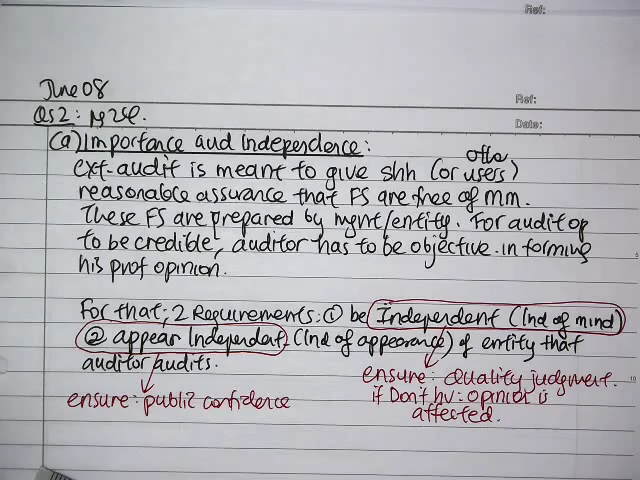 Ref:
June 08
Ref:
Qs2: pg 24.
Date:
(a) Importance and Independence:
ext-audit is meant to give shh (or other users)
reasonable assurance that FS are free of mm.
These FS are prepared by mgnt/entity. For audit op
to be credible, auditor has to be objective in forming
his prof opinion.
For that; 2 Requirements: ① be Independent (Ind of mind)
② appear Independent (Ind of appearance) of entity that
auditor audits.
ensure: Quality judgment.
ensure: public confidence
if Don't hv: opinion is
affected.